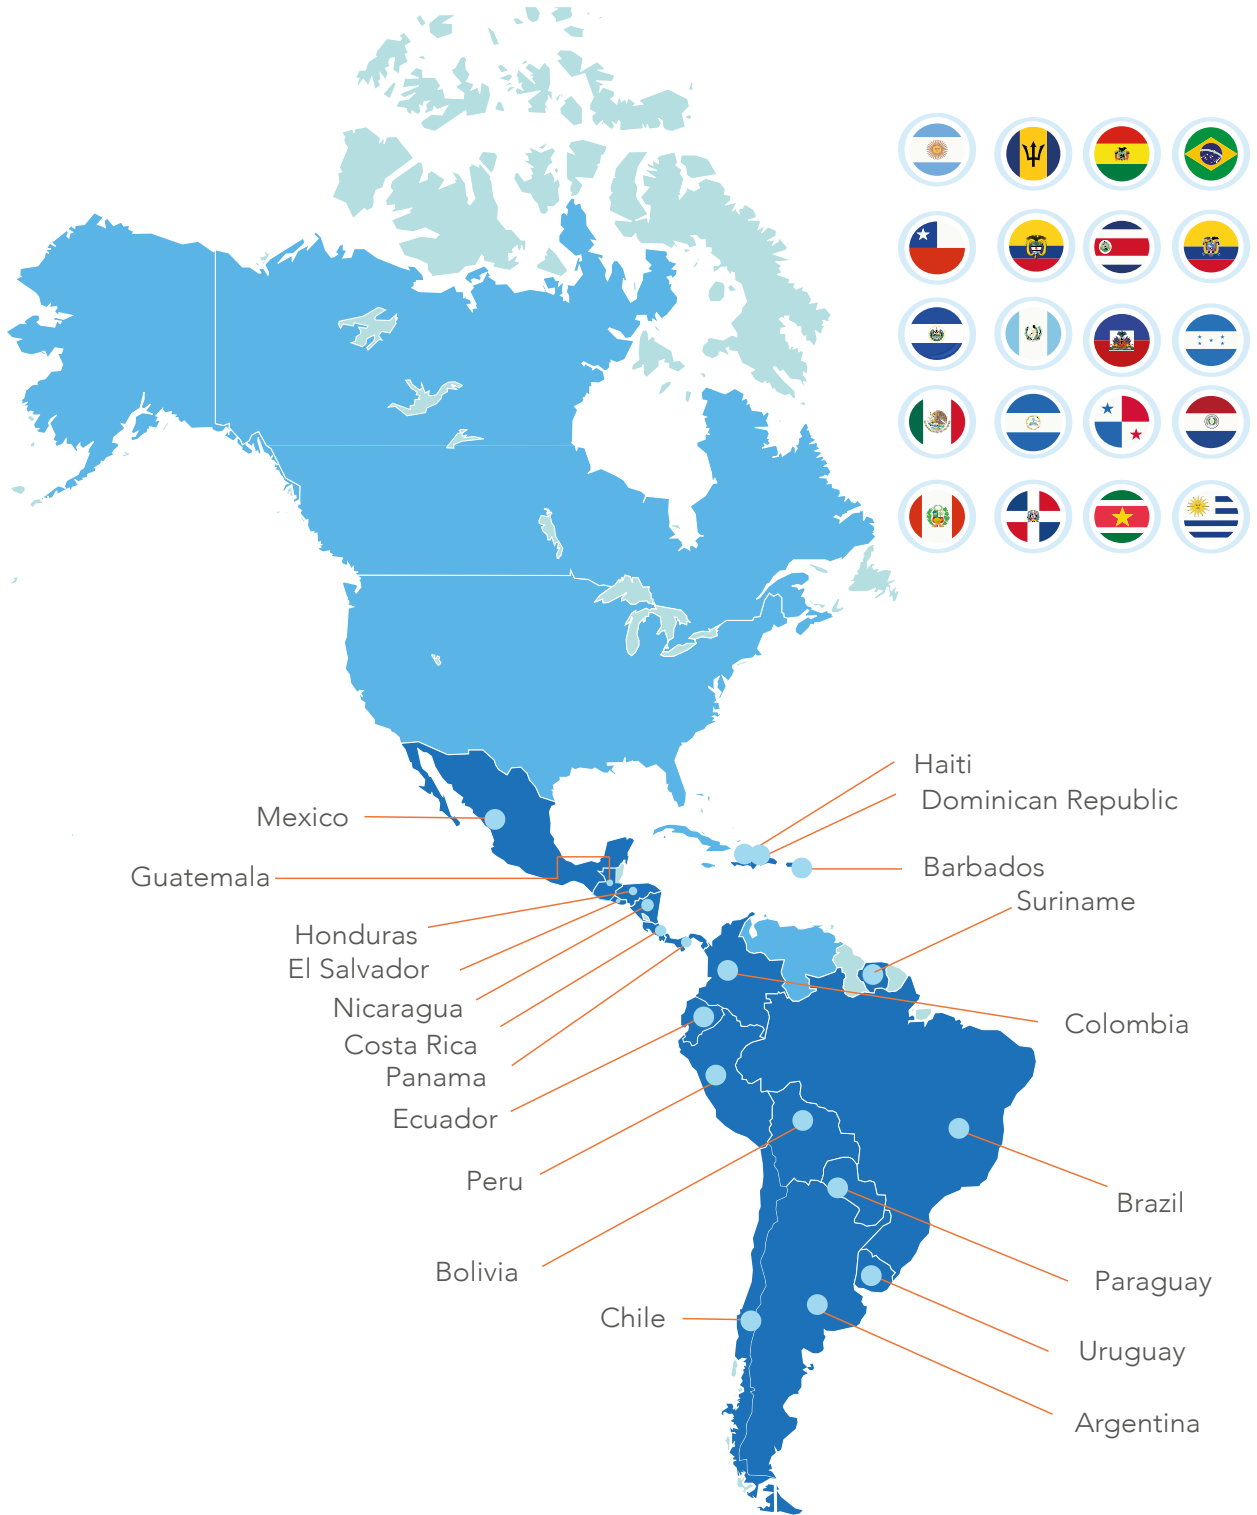 Haiti
Dominican Republic
Mexico
Barbados
Guatemala
Suriname
Honduras
El Salvador
Nicaragua
Colombia
Costa Rica
Panama
Ecuador
Peru
Brazil
Bolivia
Paraguay
Chile
Uruguay
Argentina